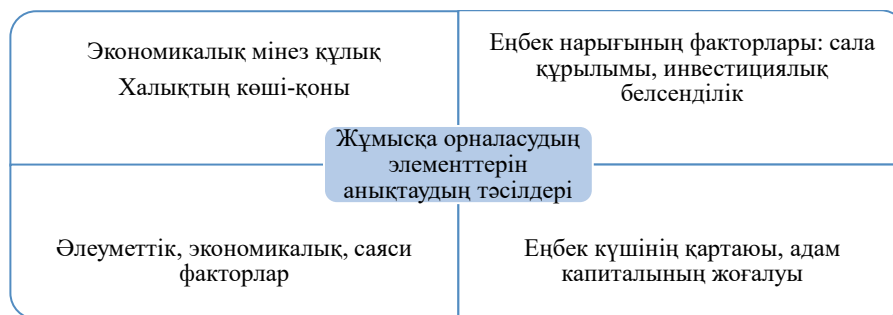 Экономикалық мінез құлық
Халықтың көші-қоны
Еңбек нарығының факторлары: сала
құрылымы, инвестициялық
белсенділік
Жұмысқа орналасудың
элементтерін
анықтаудың тәсілдері
Әлеуметтік, экономикалық, саяси
факторлар
Еңбек күшінің қартаюы, адам
капиталының жоғалуы